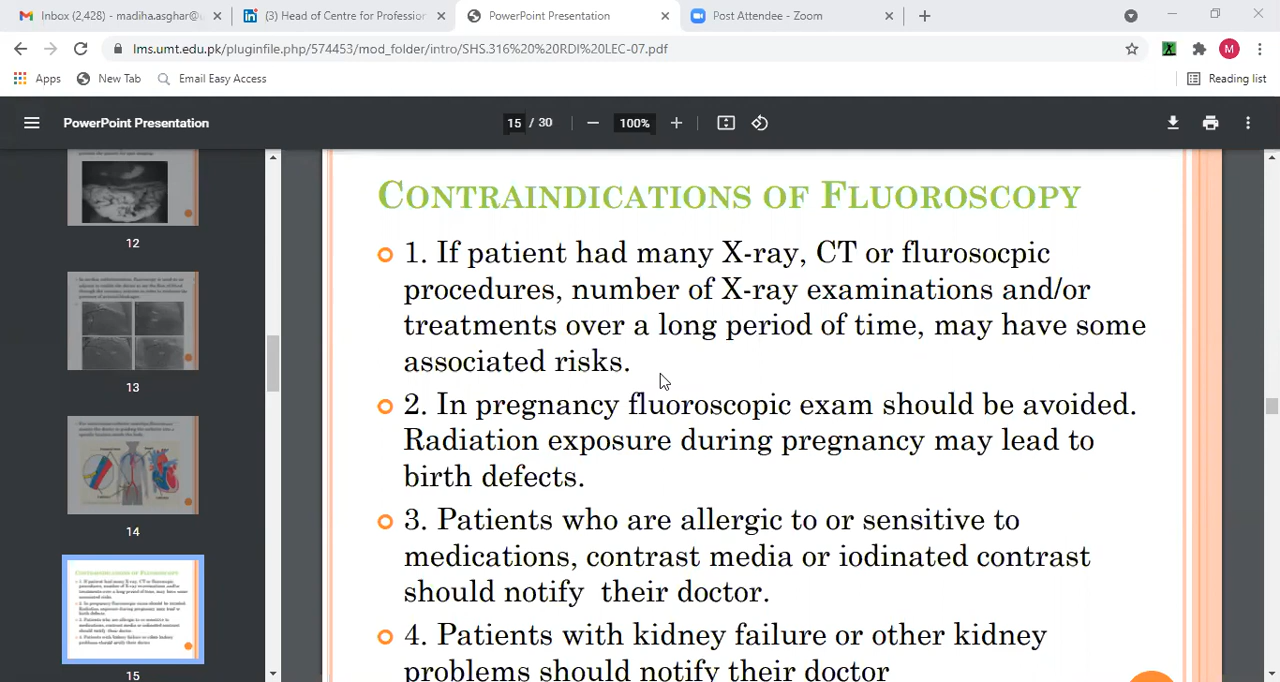 Inbox (2,428) - madiha.asghar@u
(3) Head of Centre for Profession
PowerPoint Presentation
Post Attendee - Zoom
lms.umt.edu.pk/pluginfile.php/574453/mod_folder/intro/SHS.316%20%20RDI%20LEC-07.pdf
M
Apps
New Tab
Easy Access
Reading list
PowerPoint Presentation
15 / 30
100%
12
13
14
15
CONTRAINDICATIONS OF FLUOROSCOPY
1. If patient had many X-ray, CT or flurosocpic
procedures, number of X-ray examinations and/or
treatments over a long period of time, may have some
associated risks.
2. In pregnancy fluoroscopic exam should be avoided.
Radiation exposure during pregnancy may lead to
birth defects.
3. Patients who are allergic to or sensitive to
medications, contrast media or iodinated contrast
should notify their doctor.
4. Patients with kidney failure or other kidney
problems should notify their doctor